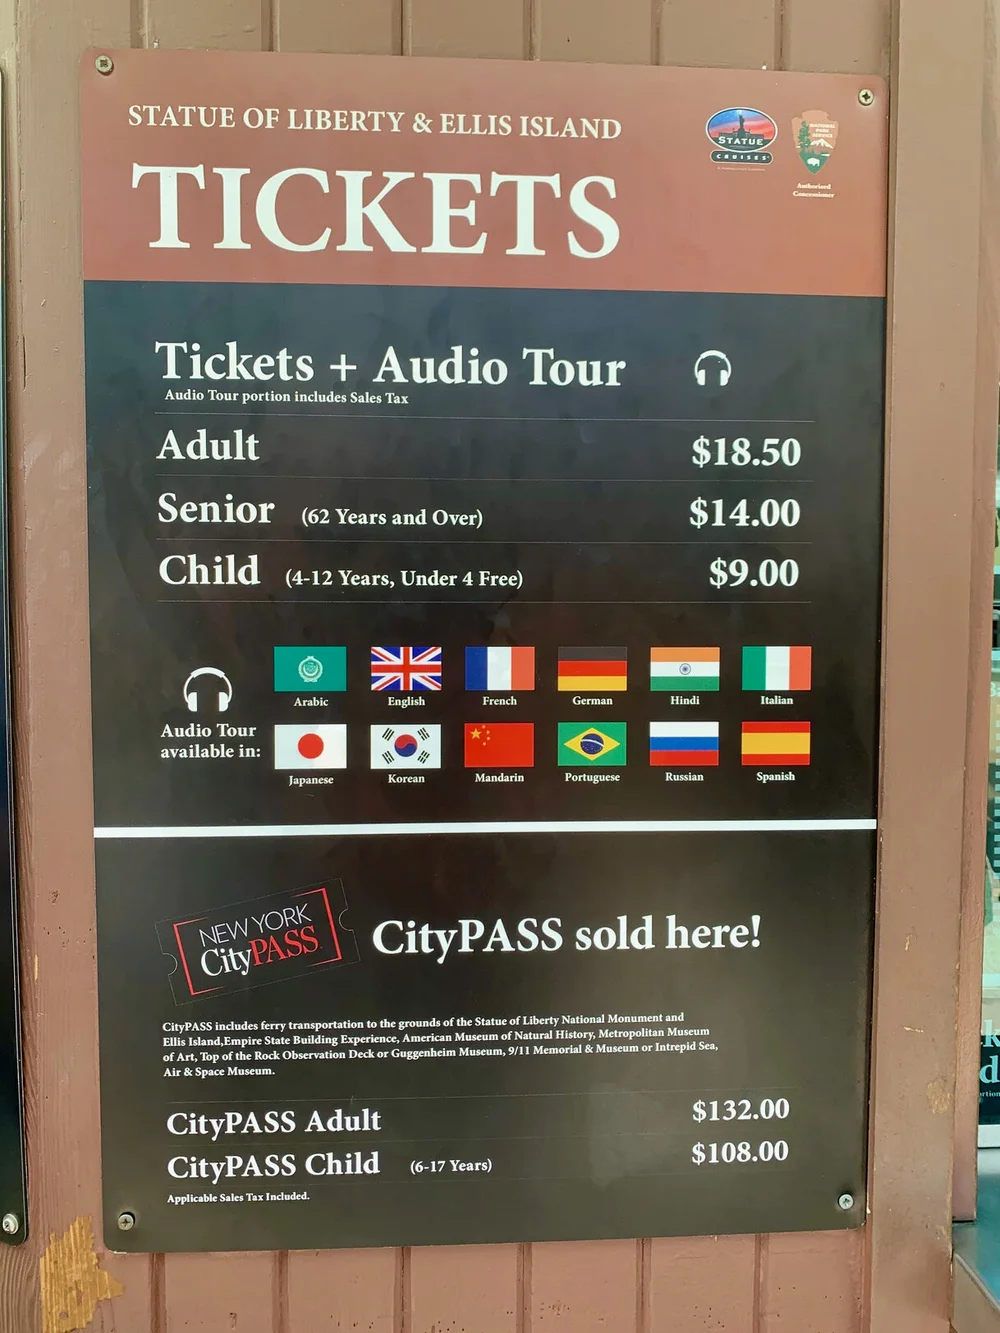 STATUE OF LIBERTY & ELLIS ISLAND
TICKETS
STATUE
CRUISES
NATIONAL
PARK
SERVICE
Authorized
Concessioner
Tickets + Audio Tour
Audio Tour portion includes Sales Tax
Adult $18.50
Senior (62 Years and Over) $14.00
Child (4-12 Years, Under 4 Free) $9.00
Audio Tour
available in:
Arabic English French German Hindi Italian
Japanese Korean Mandarin Portuguese Russian Spanish
NEW YORK
CityPASS
CityPASS sold here!
CityPASS includes ferry transportation to the grounds of the Statue of Liberty National Monument and
Ellis Island,Empire State Building Experience, American Museum of Natural History, Metropolitan Museum
of Art, Top of the Rock Observation Deck or Guggenheim Museum, 9/11 Memorial & Museum or Intrepid Sea,
Air & Space Museum.
CityPASS Adult $132.00
CityPASS Child (6-17 Years) $108.00
Applicable Sales Tax Included.